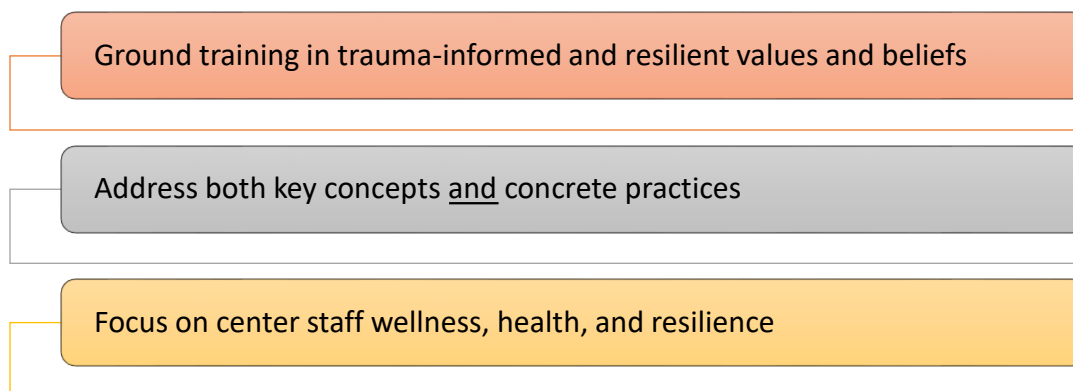 Ground training in trauma-informed and resilient values and beliefs
Address both key concepts and concrete practices
Focus on center staff wellness, health, and resilience